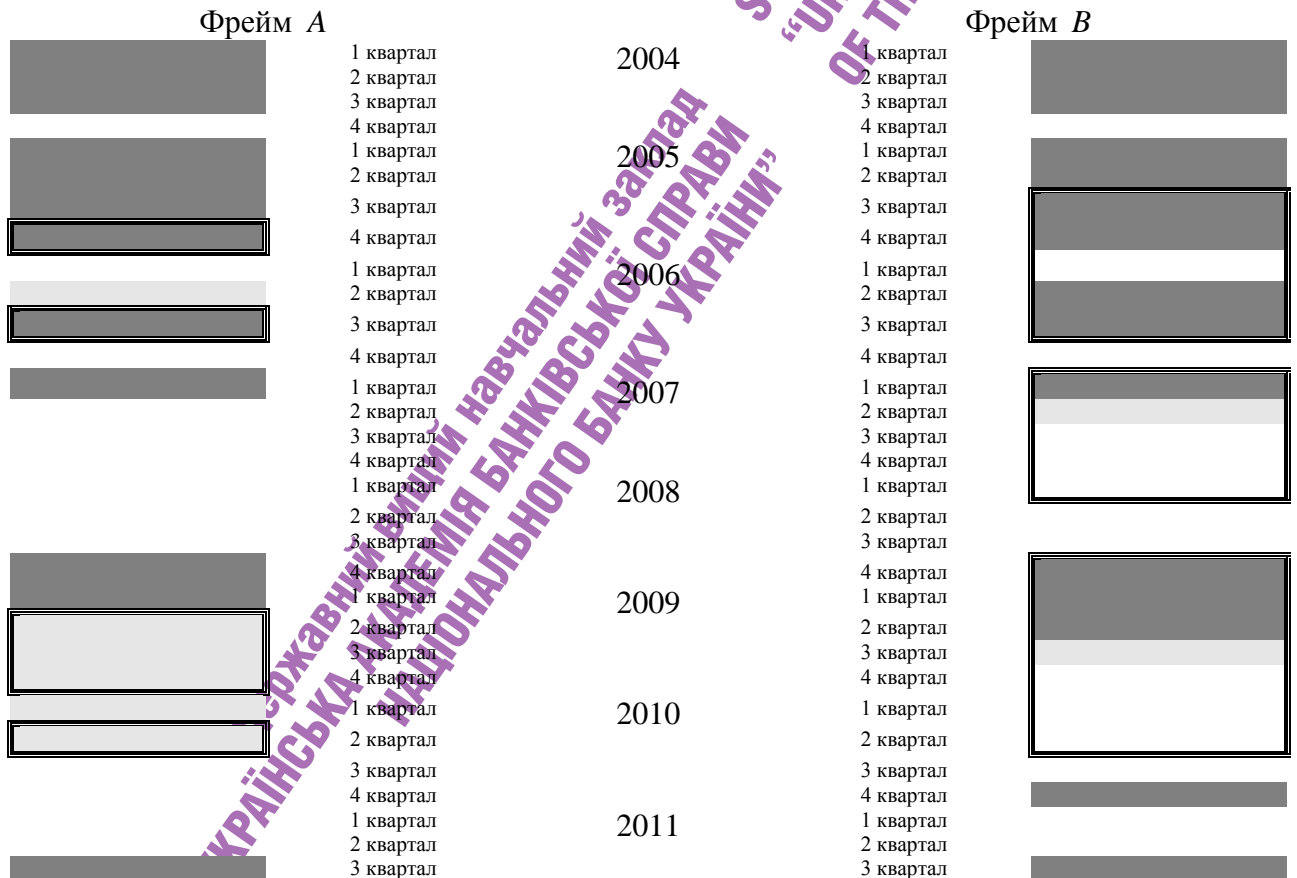 Фрейм A Фрейм B
1 квартал 2004 1 квартал
2 квартал 2 квартал
3 квартал 3 квартал
4 квартал 4 квартал
1 квартал 2005 1 квартал
2 квартал 2 квартал
3 квартал 3 квартал
4 квартал 4 квартал
1 квартал 2006 1 квартал
2 квартал 2 квартал
3 квартал 3 квартал
4 квартал 4 квартал
1 квартал 2007 1 квартал
2 квартал 2 квартал
3 квартал 3 квартал
4 квартал 4 квартал
1 квартал 2008 1 квартал
2 квартал 2 квартал
3 квартал 3 квартал
4 квартал 4 квартал
1 квартал 2009 1 квартал
2 квартал 2 квартал
3 квартал 3 квартал
4 квартал 4 квартал
1 квартал 2010 1 квартал
2 квартал 2 квартал
3 квартал 3 квартал
4 квартал 4 квартал
1 квартал 2011 1 квартал
2 квартал 2 квартал
3 квартал 3 квартал
вищий навчальний заклад
АКАДЕМІЯ БАНКІВСЬКОЇ СПРАВИ
НАЦІОНАЛЬНОГО БАНКУ УКРАЇНИ”
OF